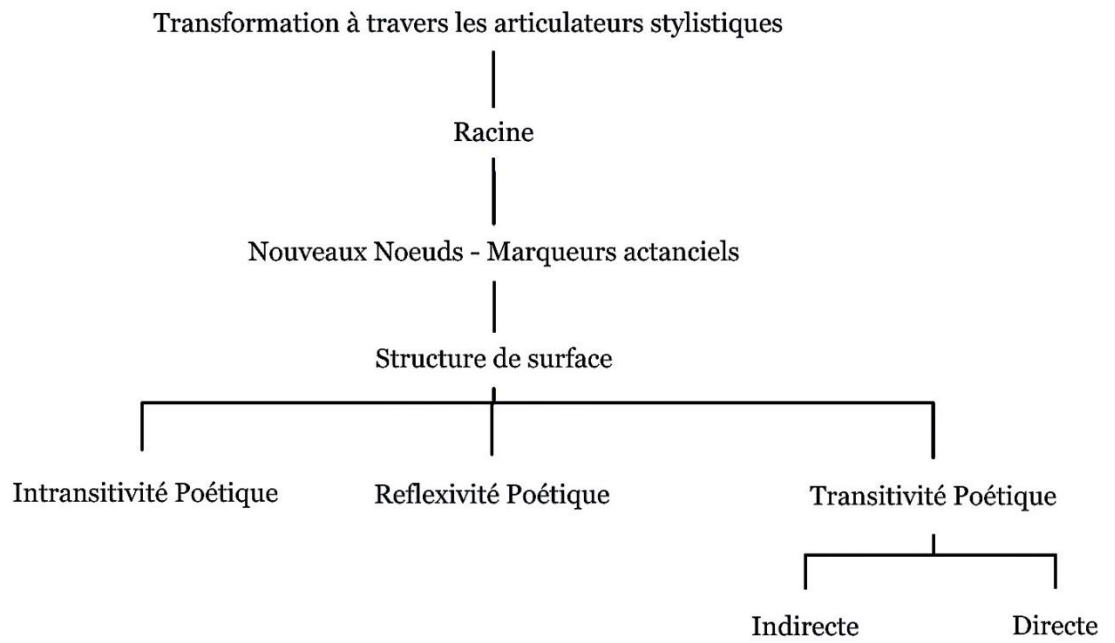 Transformation à travers les articulateurs stylistiques
Racine
Nouveaux Noeuds - Marqueurs actanciels
Structure de surface
Intransitivité Poétique
Reflexivité Poétique
Transitivité Poétique
Indirecte
Directe